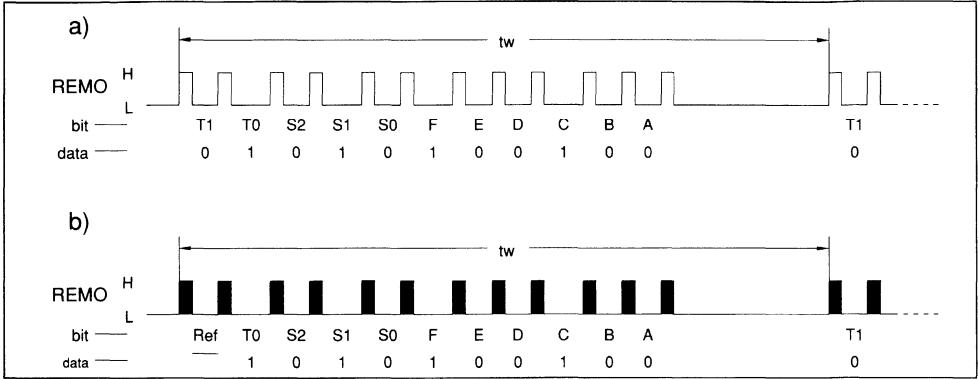 a)
tw
REMO H
L
bit T1 T0 S2 S1 S0 F E D C B A T1
data 0 1 0 1 0 1 0 0 1 0 0 0
b)
tw
REMO H
L
bit Ref T0 S2 S1 S0 F E D C B A T1
data 1 0 1 0 1 0 0 1 0 0 0